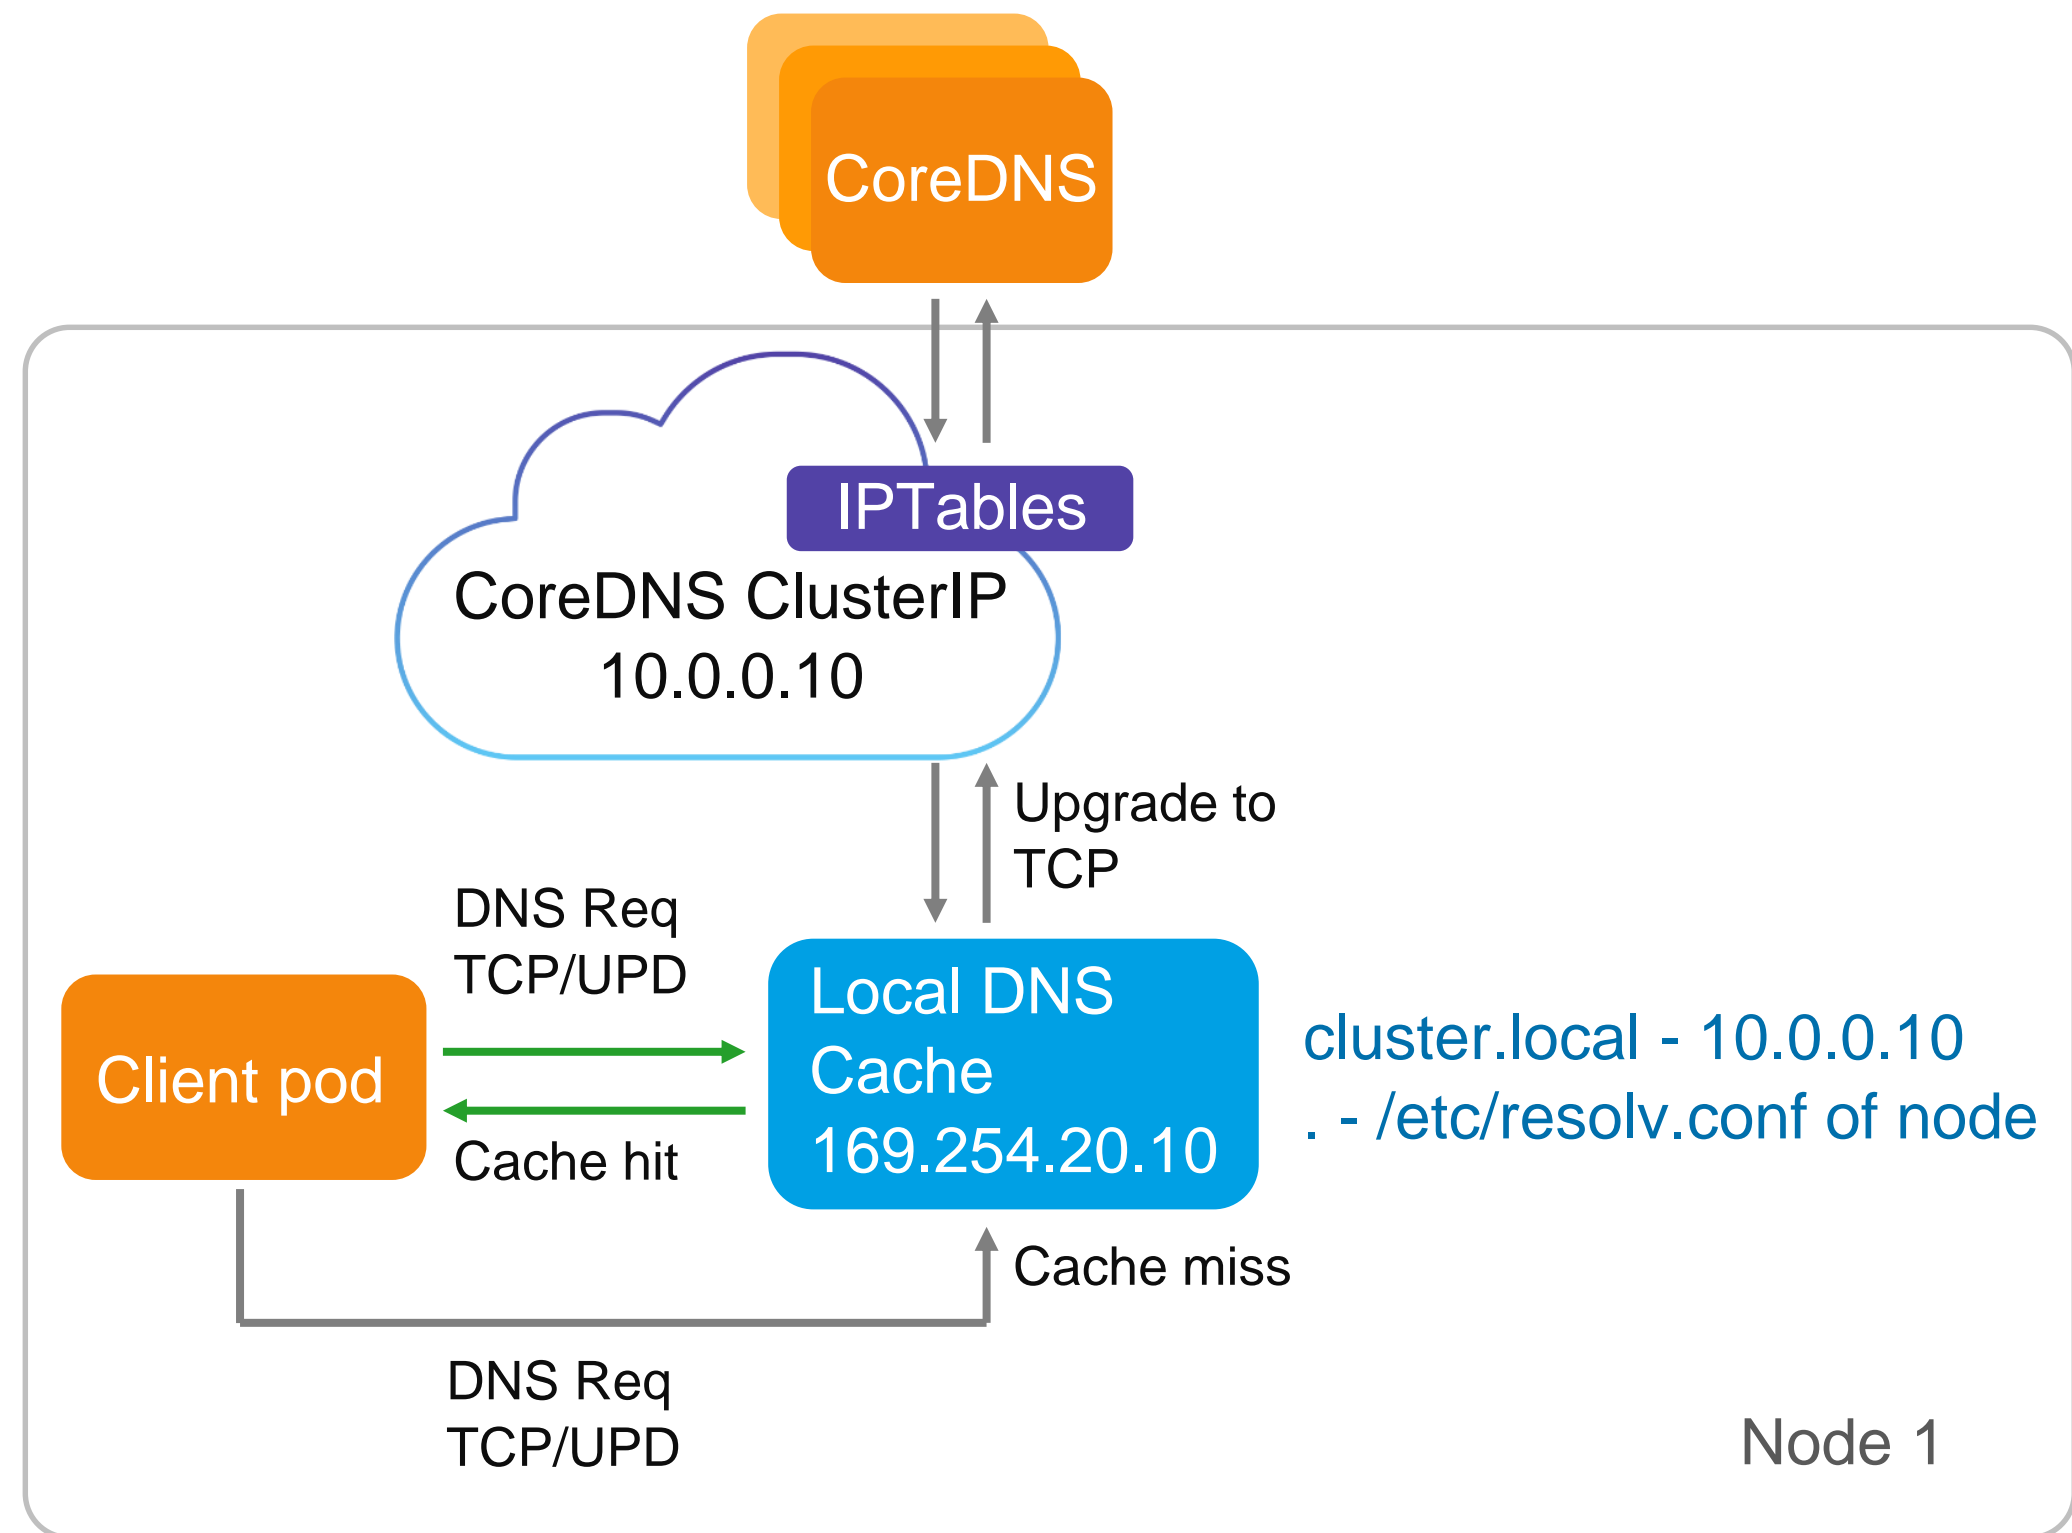 CoreDNS
IPTables
CoreDNS ClusterIP
10.0.0.10
Upgrade to
TCP
DNS Req
TCP/UPD
Client pod
Cache hit
Local DNS
Cache
169.254.20.10
cluster.local - 10.0.0.10
. - /etc/resolv.conf of node
Cache miss
DNS Req
TCP/UPD
Node 1